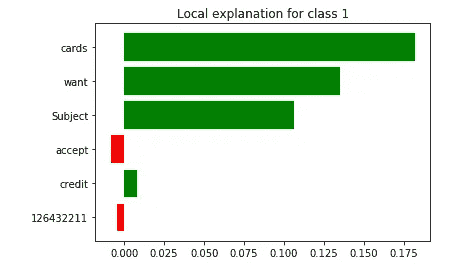 Local explanation for class 1
cards
want
Subject
accept
credit
126432211
0.000 0.025 0.050 0.075 0.100 0.125 0.150 0.175